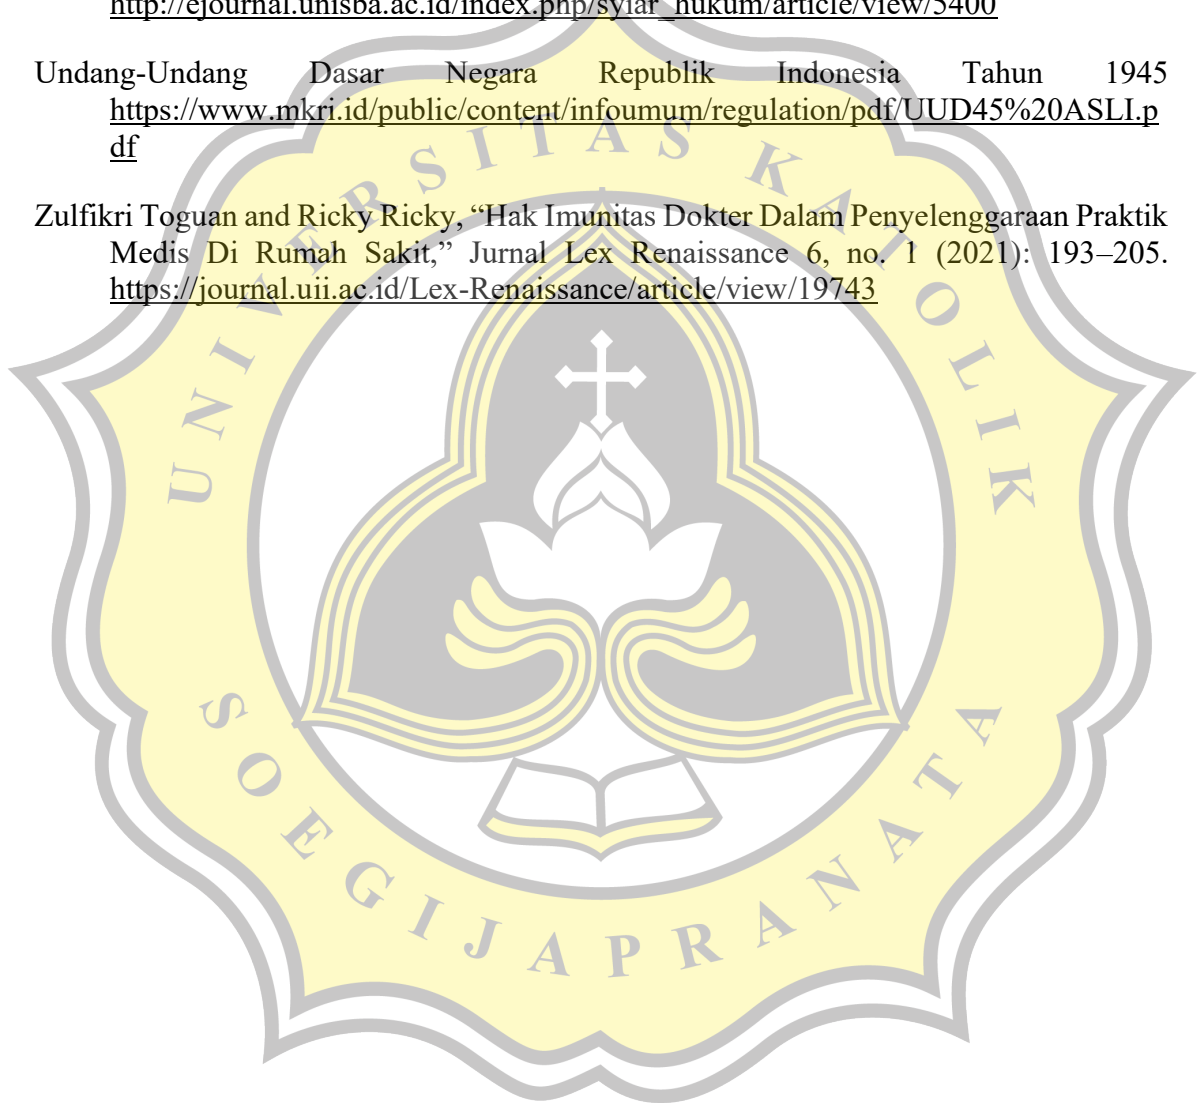 http://ejournal.unisba.ac.id/index.php/syiar_hukum/article/view/5400
Undang-Undang Dasar Negara Republik Indonesia Tahun 1945
https://www.mkri.id/public/content/infoumum/regulation/pdf/UUD45%20ASLI.p
df
Zulfikri Toguan and Ricky Ricky, “Hak Imunitas Dokter Dalam Penyelenggaraan Praktik
Medis Di Rumah Sakit,” Jurnal Lex Renaissance 6, no. 1 (2021): 193–205.
https://journal.uii.ac.id/Lex-Renaissance/article/view/19743
UNIVERSITAS KATOLIK
SOEGIJAPRANATA